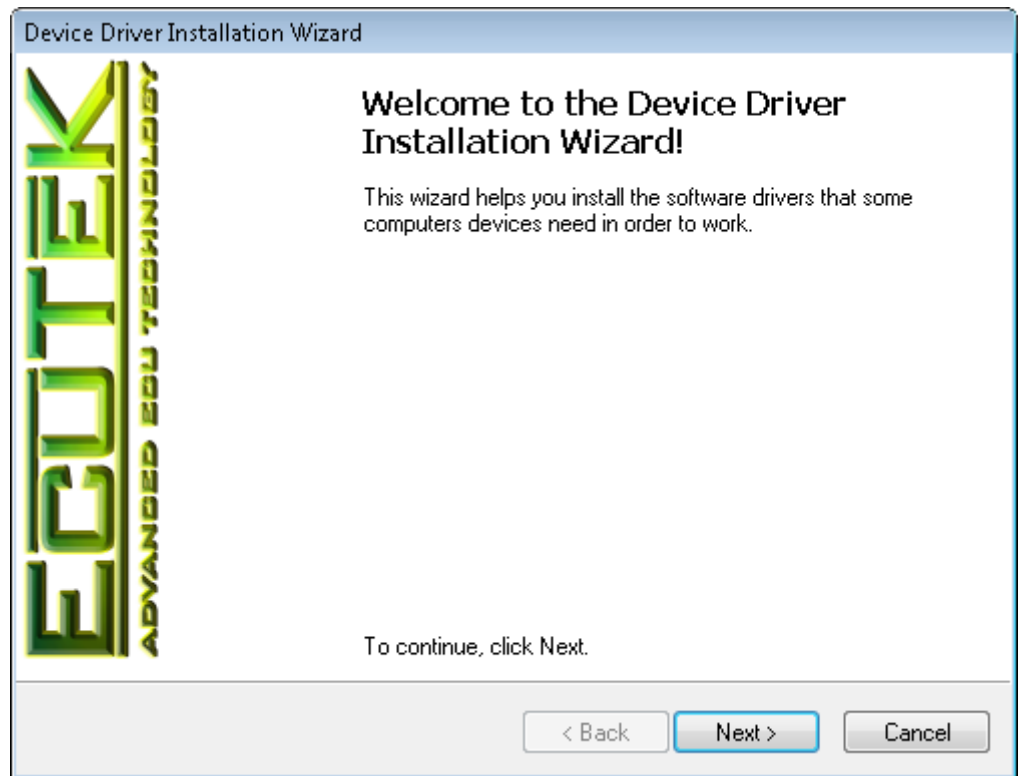 Device Driver Installation Wizard
ECUTEK
ADVANCED ECU TECHNOLOGY
Welcome to the Device Driver
Installation Wizard!
This wizard helps you install the software drivers that some
computers devices need in order to work.
To continue, click Next.
< Back
Next >
Cancel